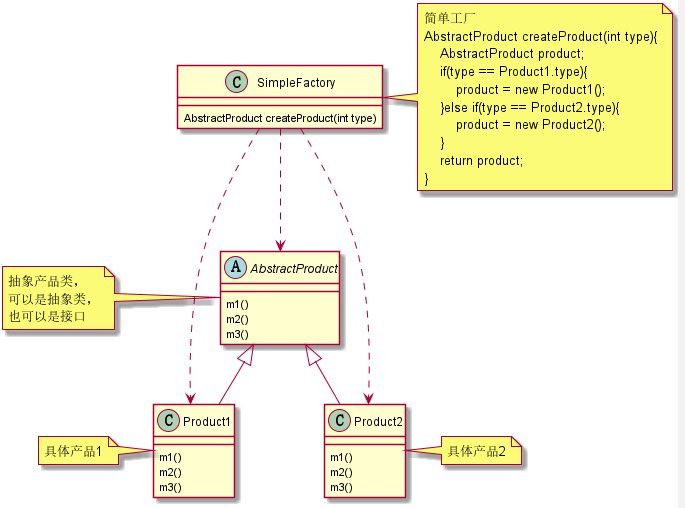 简单工厂
AbstractProduct createProduct(int type){
AbstractProduct product;
if(type == Product1.type){
product = new Product1();
}else if(type == Product2.type){
product = new Product2();
}
return product;
}
C SimpleFactory
AbstractProduct createProduct(int type)
抽象产品类，
可以是抽象类，
也可以是接口
A AbstractProduct
m1()
m2()
m3()
C Product1
m1()
m2()
m3()
具体产品1
C Product2
m1()
m2()
m3()
具体产品2